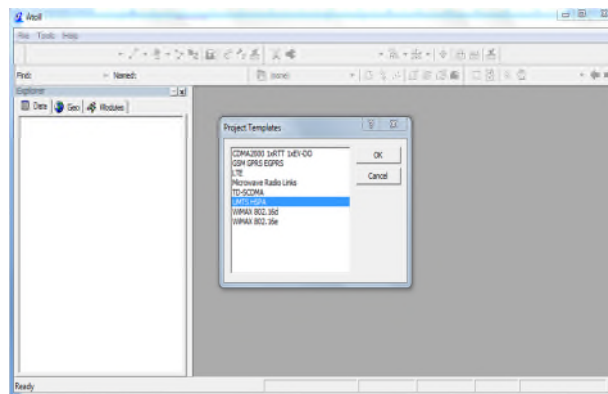 Atoll
File Tools Help
Find: Named:
Explorer
Data Geo Modules
Project Templates
CDMA2000 1xRTT 1xEV-DO
GSM GPRS EGPRS
LTE
Microwave Radio Links
TD-SCDMA
UMTS HSPA
WiMAX 802.16d
WiMAX 802.16e
OK
Cancel
Ready